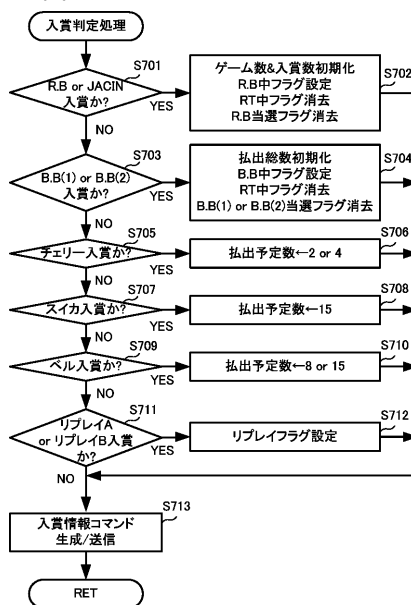 入賞判定処理
S701
R.B or JACIN
入賞か?
YES
NO
S702
ゲーム数&入賞数初期化
R.B中フラグ設定
RT中フラグ消去
R.B当選フラグ消去
S703
B.B(1) or B.B(2)
入賞か?
YES
NO
S704
払出総数初期化
B.B中フラグ設定
RT中フラグ消去
B.B(1) or B.B(2)当選フラグ消去
S705
チェリー入賞か?
YES
NO
S706
払出予定数←2 or 4
S707
スイカ入賞か?
YES
NO
S708
払出予定数←15
S709
ベル入賞か?
YES
NO
S710
払出予定数←8 or 15
S711
リプレイA
or リプレイB入賞
か?
YES
NO
S712
リプレイフラグ設定
S713
入賞情報コマンド
生成/送信
RET